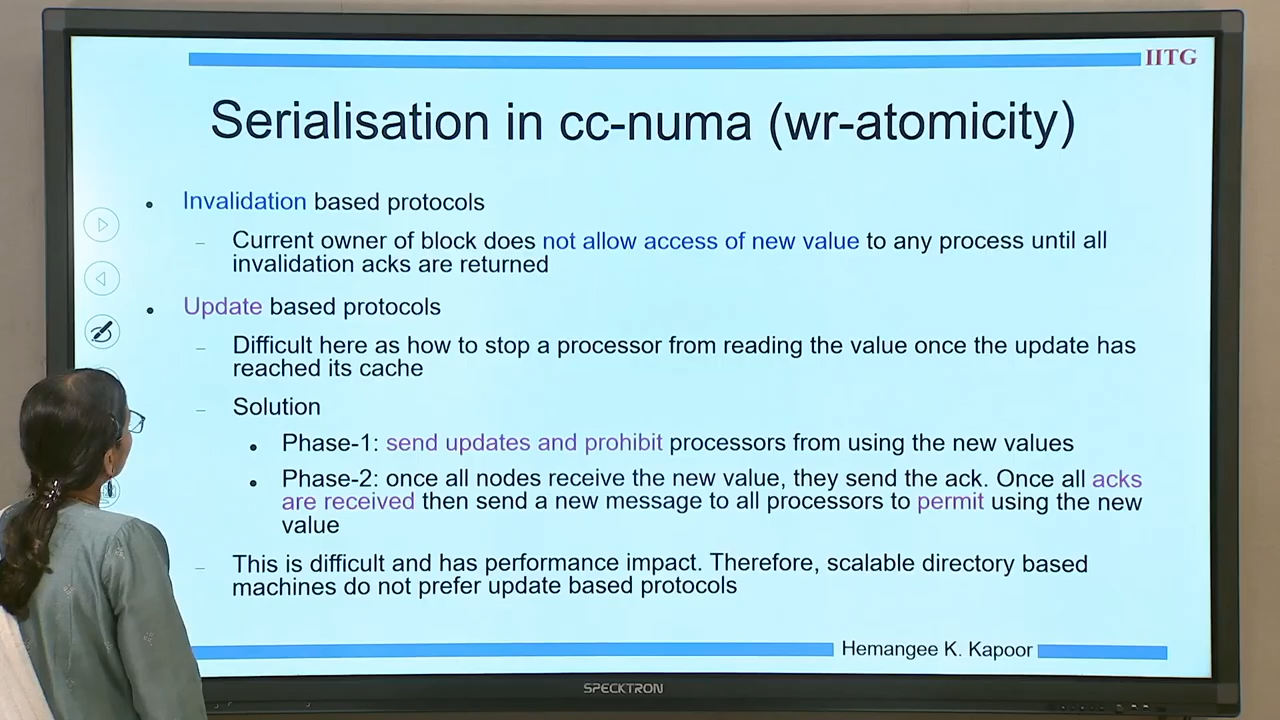 IITG
Serialisation in cc-numa (wr-atomicity)
• Invalidation based protocols
– Current owner of block does not allow access of new value to any process until all
invalidation acks are returned
• Update based protocols
– Difficult here as how to stop a processor from reading the value once the update has
reached its cache
– Solution
• Phase-1: send updates and prohibit processors from using the new values
• Phase-2: once all nodes receive the new value, they send the ack. Once all acks
are received then send a new message to all processors to permit using the new
value
– This is difficult and has performance impact. Therefore, scalable directory based
machines do not prefer update based protocols
Hemangee K. Kapoor
SPECKTRON